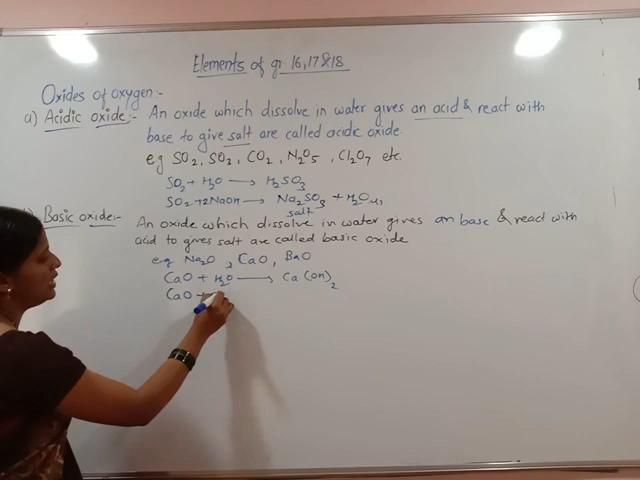 Elements of gr 16,17&18
Oxides of oxygen:-
a) Acidic oxide:- An oxide which dissolve in water gives an acid & react with
base to give salt are called acidic oxide.
eg SO2, SO3, CO2, N2O5, Cl2O7 etc.
SO2 + H2O → H2SO3
SO2+2NaOH → Na2SO3 + H2O(l)
salt
Basic oxide:- An oxide which dissolve in water gives an base & react with
acid to gives salt are called basic oxide
eg Na2O, CaO, BaO
CaO + H2O → Ca(OH)2
CaO +